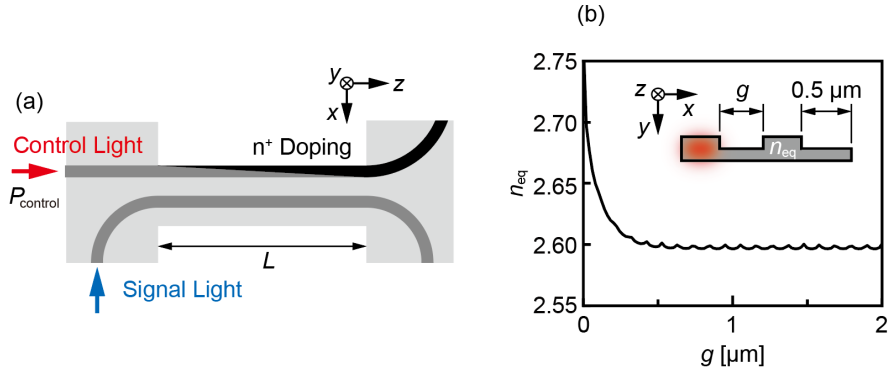 (a)
y
z
x
Control Light
n⁺ Doping
P_control
L
Signal Light
(b)
2.75
2.70
2.65
2.60
2.55
n_eq
z
x
y
g
0.5 μm
n_eq
0
1
2
g [μm]